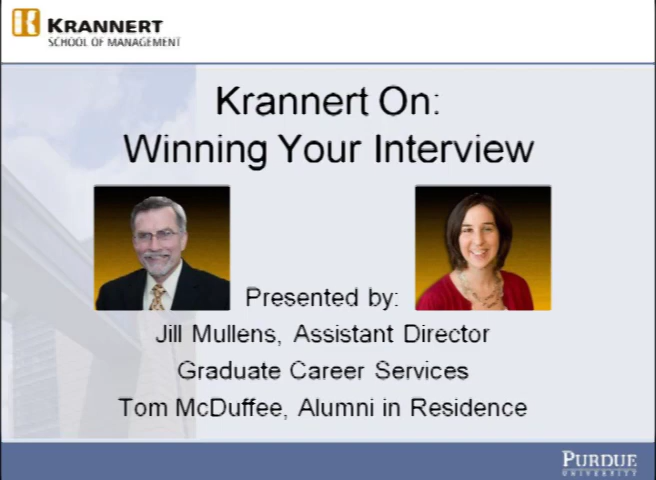 KRANNERT
SCHOOL OF MANAGEMENT
Krannert On:
Winning Your Interview
Presented by:
Jill Mullens, Assistant Director
Graduate Career Services
Tom McDuffee, Alumni in Residence
PURDUE
UNIVERSITY